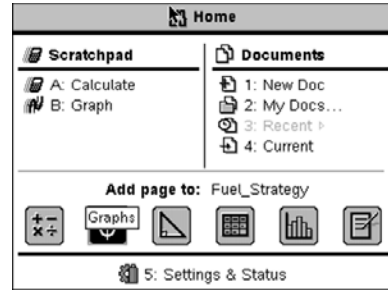 Home
Scratchpad
A: Calculate
B: Graph
Documents
1: New Doc
2: My Docs...
3: Recent ▹
4: Current
Add page to: Fuel_Strategy
Graphs
5: Settings & Status